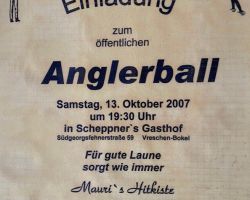 Einladung
zum
öffentlichen
Anglerball
Samstag, 13. Oktober 2007
um 19:30 Uhr
in Scheppner`s Gasthof
Südgeorgsfehnerstraße 59 Vreschen-Bokel
Für gute Laune
sorgt wie immer
Mauri`s Hitkiste